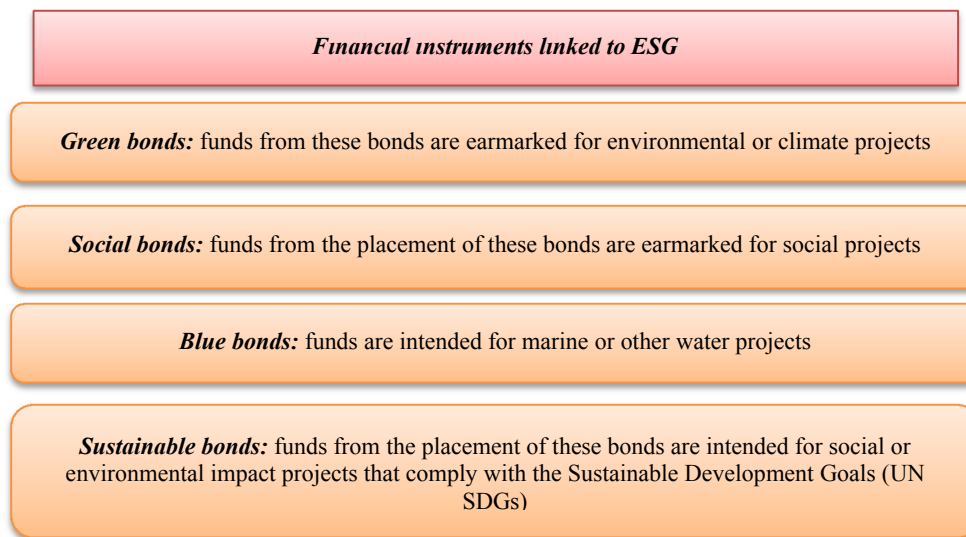 Financial instruments linked to ESG
Green bonds: funds from these bonds are earmarked for environmental or climate projects
Social bonds: funds from the placement of these bonds are earmarked for social projects
Blue bonds: funds are intended for marine or other water projects
Sustainable bonds: funds from the placement of these bonds are intended for social or
environmental impact projects that comply with the Sustainable Development Goals (UN
SDGs)